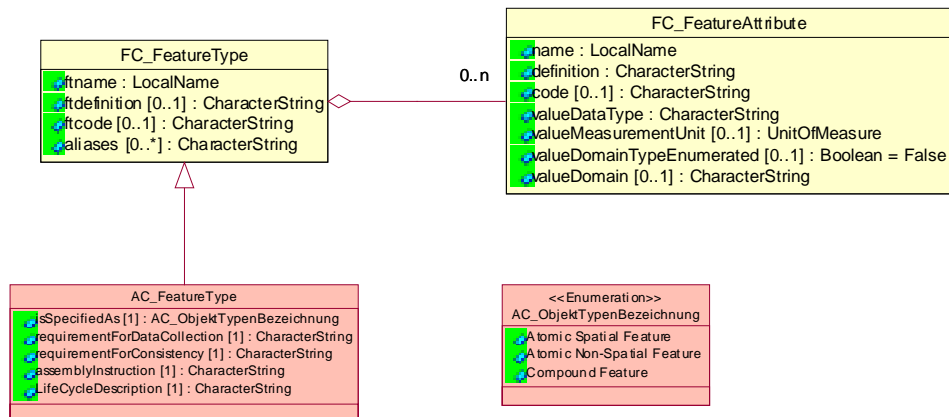 FC_FeatureType
ftname : LocalName
ftdefinition [0..1] : CharacterString
ftcode [0..1] : CharacterString
aliases [0..*] : CharacterString
0..n
FC_FeatureAttribute
name : LocalName
definition : CharacterString
code [0..1] : CharacterString
valueDataType : CharacterString
valueMeasurementUnit [0..1] : UnitOfMeasure
valueDomainTypeEnumerated [0..1] : Boolean = False
valueDomain [0..1] : CharacterString
AC_FeatureType
isSpecifiedAs [1] : AC_ObjektTypenBezeichnung
requirementForDataCollection [1] : CharacterString
requirementForConsistency [1] : CharacterString
assemblyInstruction [1] : CharacterString
LifeCycleDescription [1] : CharacterString
<<Enumeration>>
AC_ObjektTypenBezeichnung
Atomic Spatial Feature
Atomic Non-Spatial Feature
Compound Feature